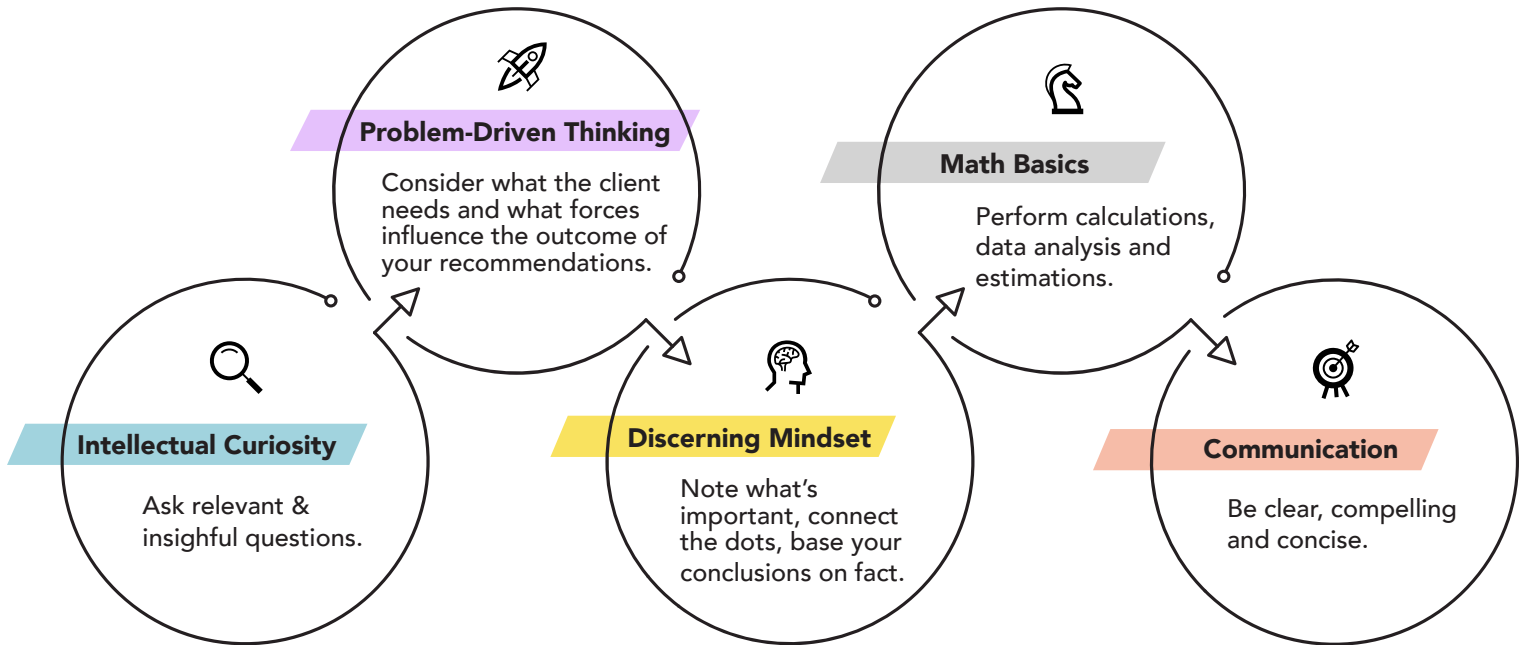 Intellectual Curiosity
Ask relevant &
insightful questions.
Problem-Driven Thinking
Consider what the client
needs and what forces
influence the outcome of
your recommendations.
Discerning Mindset
Note what's
important, connect
the dots, base your
conclusions on fact.
Math Basics
Perform calculations,
data analysis and
estimations.
Communication
Be clear, compelling
and concise.